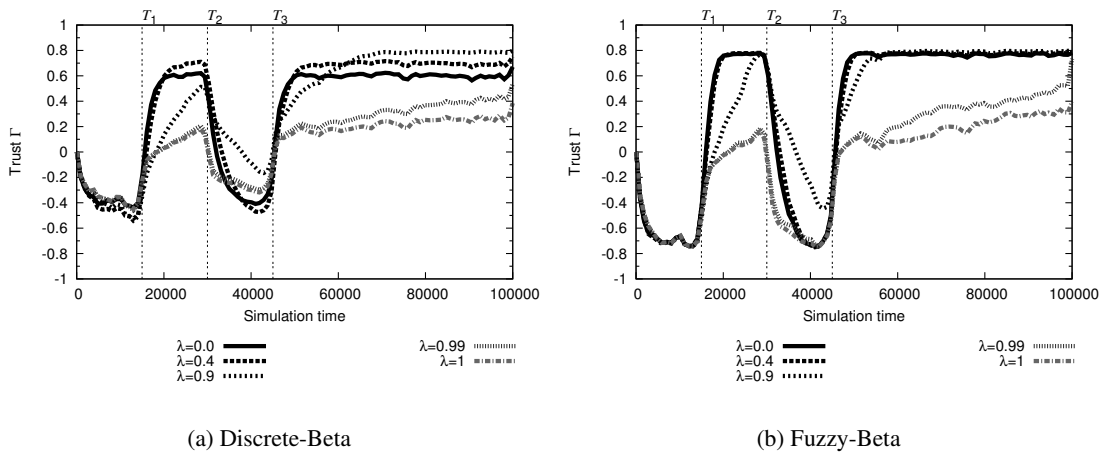 T1 T2 T3
1
0.8
0.6
0.4
0.2
0
-0.2
-0.4
-0.6
-0.8
-1
Trust Γ
0 20000 40000 60000 80000 100000
Simulation time
λ=0.0
λ=0.4
λ=0.9
λ=0.99
λ=1
(a) Discrete-Beta
T1 T2 T3
1
0.8
0.6
0.4
0.2
0
-0.2
-0.4
-0.6
-0.8
-1
Trust Γ
0 20000 40000 60000 80000 100000
Simulation time
λ=0.0
λ=0.4
λ=0.9
λ=0.99
λ=1
(b) Fuzzy-Beta